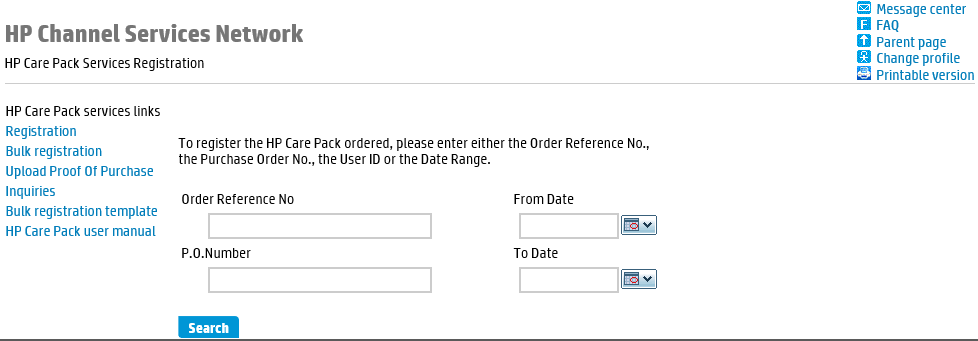 HP Channel Services Network
HP Care Pack Services Registration
Message center
FAQ
Parent page
Change profile
Printable version
HP Care Pack services links
Registration
Bulk registration
Upload Proof Of Purchase
Inquiries
Bulk registration template
HP Care Pack user manual
To register the HP Care Pack ordered, please enter either the Order Reference No.,
the Purchase Order No., the User ID or the Date Range.
Order Reference No
From Date
P.O.Number
To Date
Search